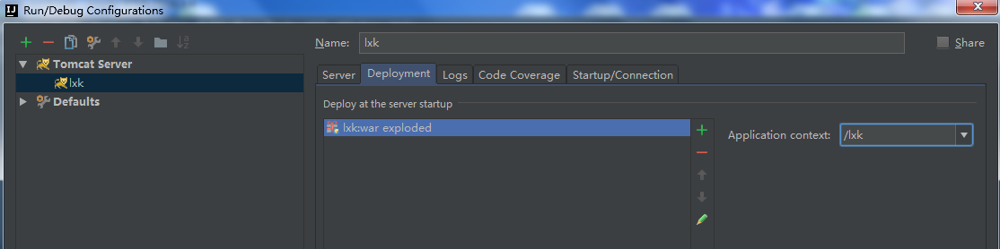 IJ Run/Debug Configurations
Name: lxk
Share
Tomcat Server
lxk
Defaults
Server Deployment Logs Code Coverage Startup/Connection
Deploy at the server startup
lxk:war exploded
Application context: /lxk